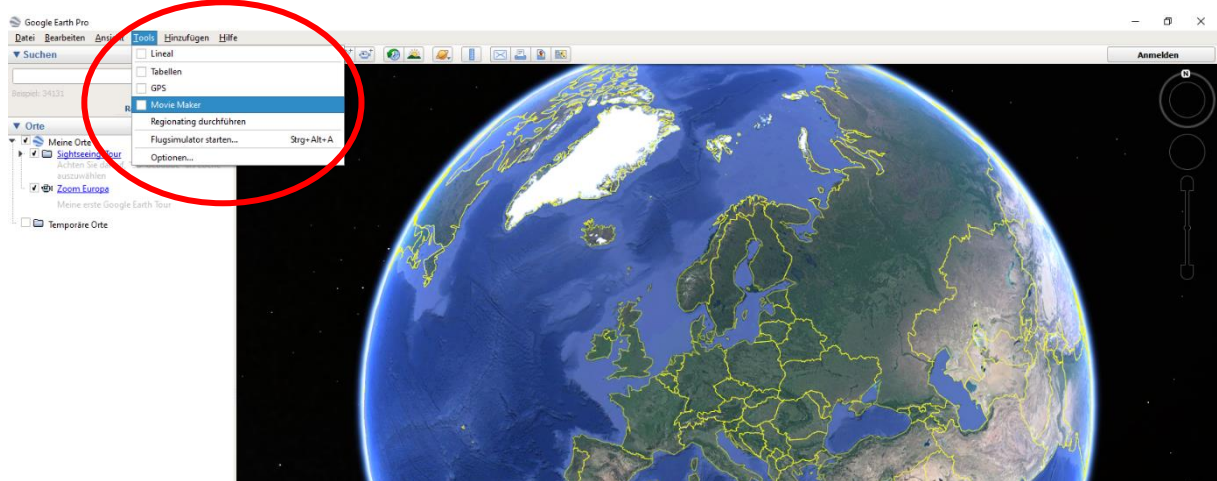 Google Earth Pro
Datei Bearbeiten Ansicht Tools Hinzufügen Hilfe
Suchen
Lineal
Anmelden
Tabellen
GPS
Beispiel: 34131
Movie Maker
Regionating durchführen
Orte
Flugsimulator starten... Strg+Alt+A
Meine Orte
Sightseeing Tour
Optionen...
Achten Sie
auszuwählen
Zoom Europa
Meine erste Google Earth Tour
Temporäre Orte
N